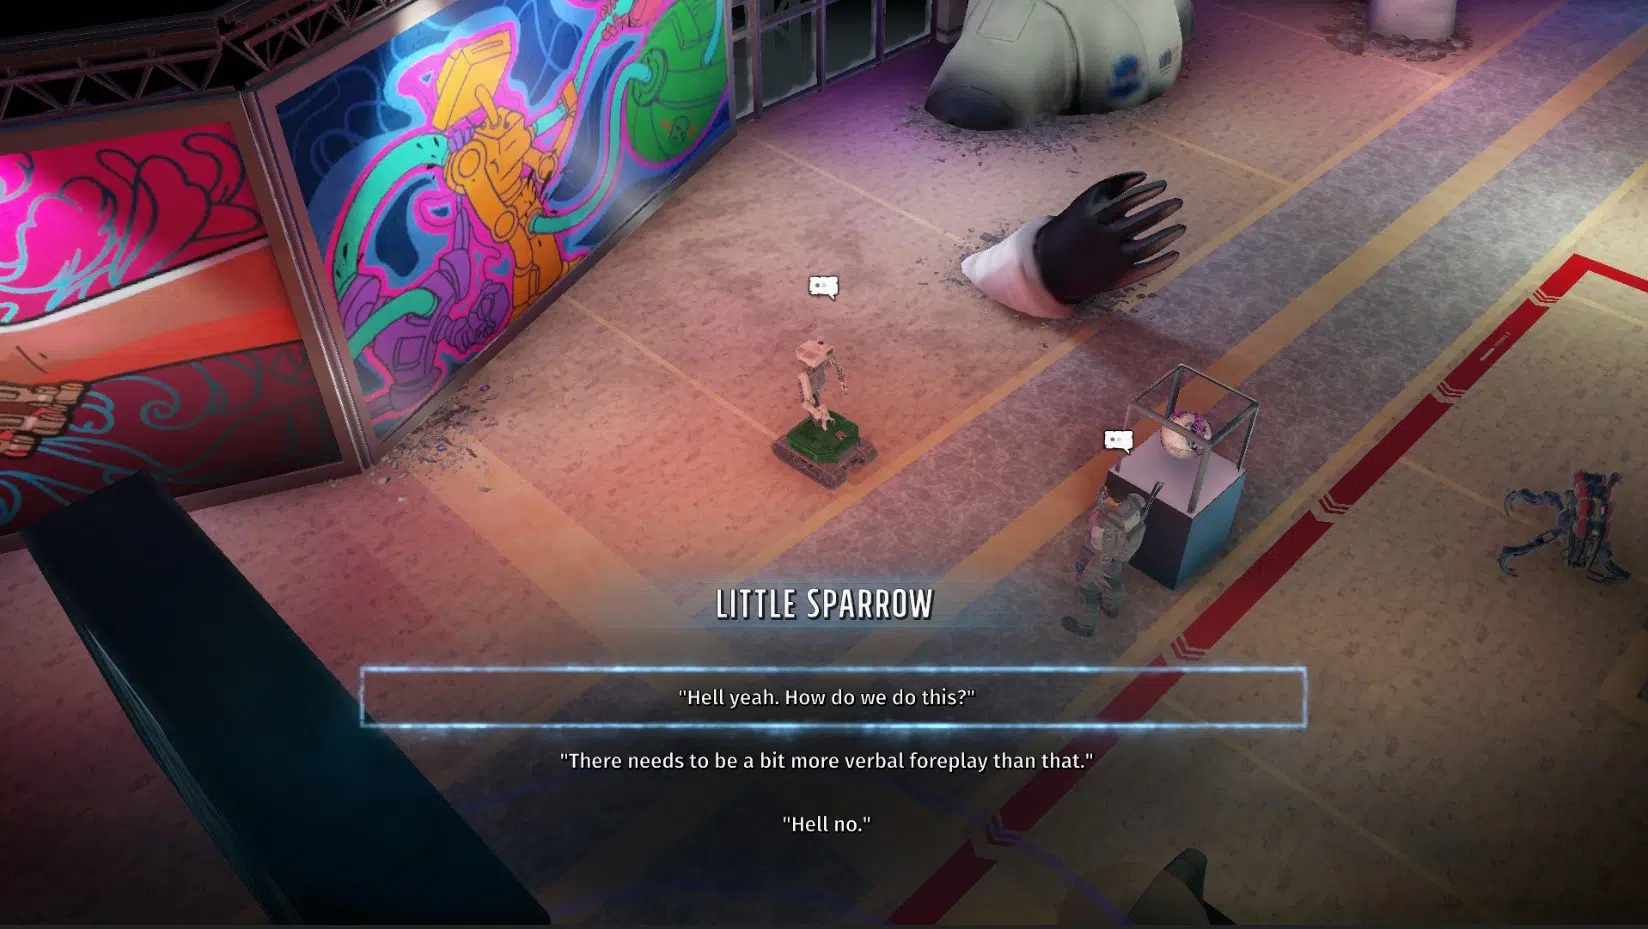 LITTLE SPARROW
"Hell yeah. How do we do this?"
"There needs to be a bit more verbal foreplay than that."
"Hell no."